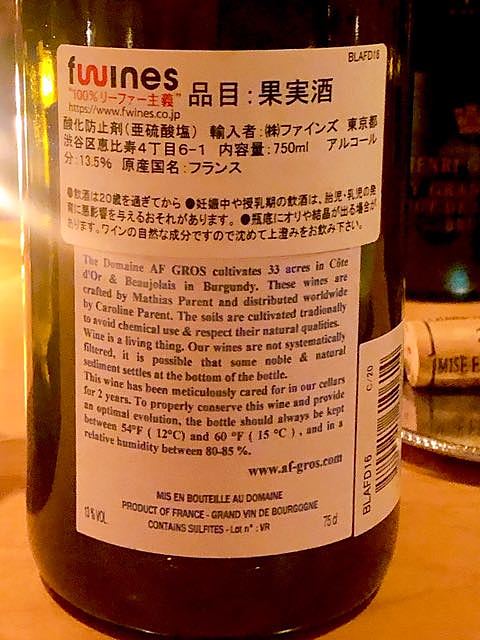 BLAFD16
fwines
"100%リーファー主義"
https://www.fwines.co.jp
品目：果実酒
酸化防止剤（亜硫酸塩） 輸入者：㈱ファインズ 東京都
渋谷区恵比寿4丁目6−1 内容量：750ml アルコール
分：13.5% 原産国名：フランス
●飲酒は20歳を過ぎてから ●妊娠中や授乳期の飲酒は、胎児・乳児の発
育に悪影響を与えるおそれがあります。 ●瓶底にオリや結晶が出る場合が
あります。ワインの自然な成分ですので沈めて上澄みをお飲み下さい。
The Domaine AF GROS cultivates 33 acres in Côte
d'Or & Beaujolais in Burgundy. These wines are
crafted by Mathias Parent and distributed worldwide
by Caroline Parent. The soils are cultivated tradionally
to avoid chemical use & respect their natural qualities.
Wine is a living thing. Our wines are not systematically
filtered, it is possible that some noble & natural
sediment settles at the bottom of the bottle.
This wine has been meticulously cared for in our cellars
for 2 years. To properly conserve this wine and provide
an optimal evolution, the bottle should always be kept
between 54°F ( 12°C) and 60 °F ( 15 °C ) , and in a
relative humidity between 80-85 %.
www.af-gros.com
MIS EN BOUTEILLE AU DOMAINE
PRODUCT OF FRANCE - GRAND VIN DE BOURGOGNE
CONTAINS SULFITES - Lot n° : VR
13 % VOL.
75 cl
BLAFD16
C/20
MISE E